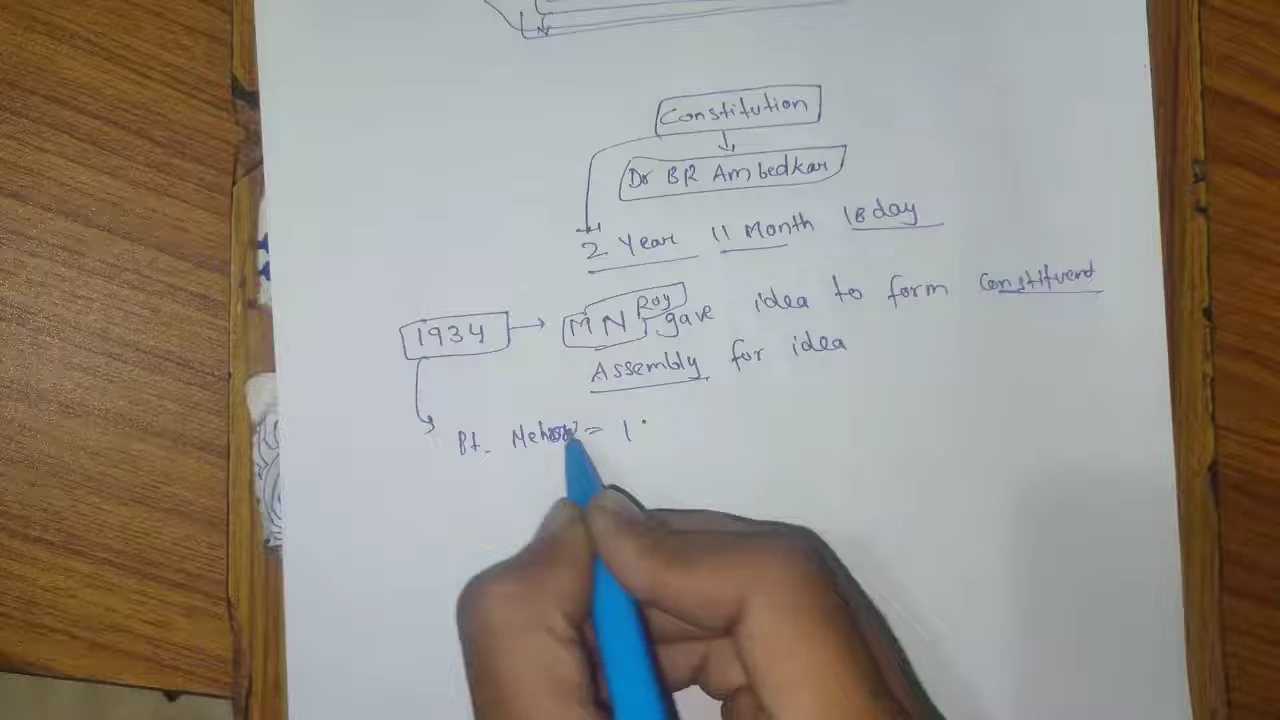 Constitution
Dr BR Ambedkar
2 Year 11 Month 18 day
1934 → MN Roy gave idea to form Constituent
Assembly for idea
Pt. = 1